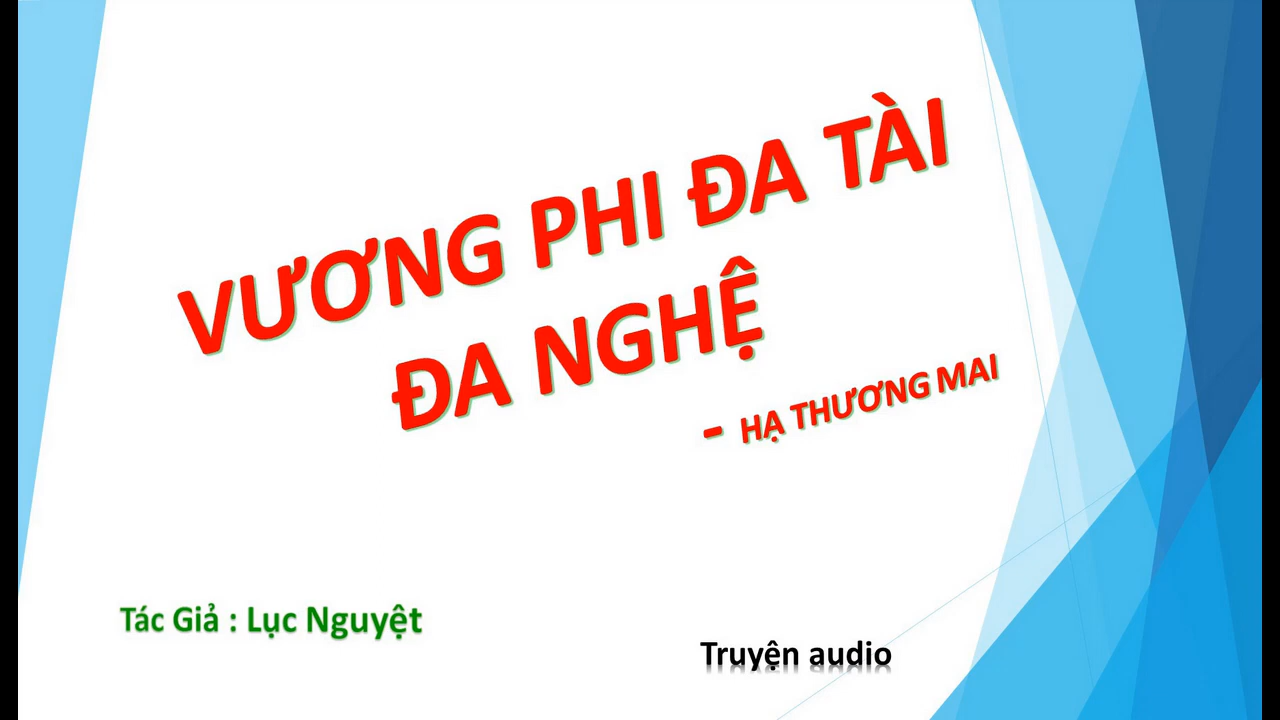 VƯƠNG PHI ĐA TÀI
ĐA NGHỆ
- HẠ THƯƠNG MAI
Tác Giả : Lục Nguyệt
Truyện audio